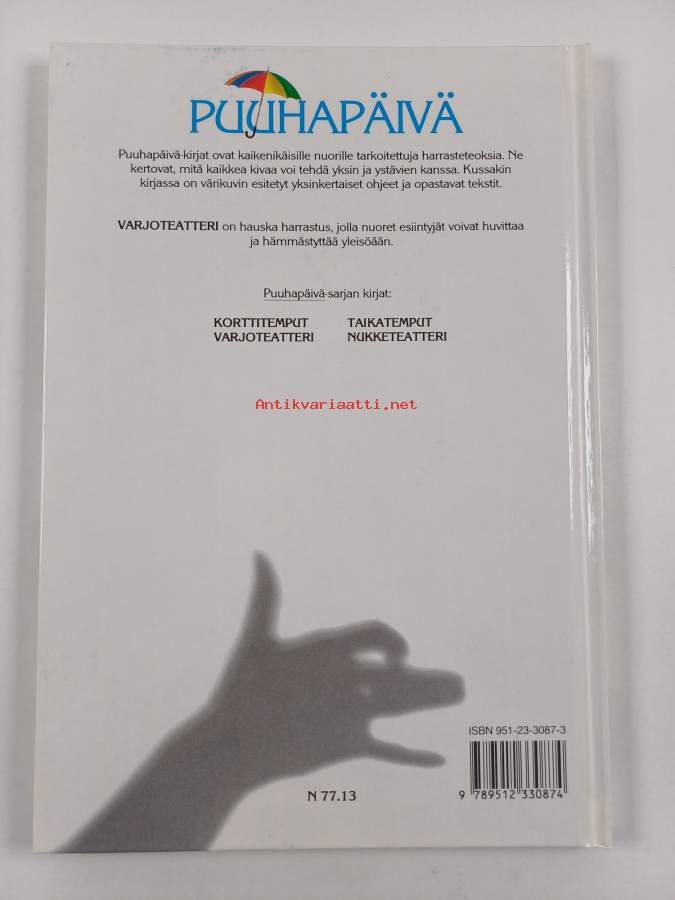 PUUHAPÄIVÄ
Puuhapäivä-kirjat ovat kaikenikäisille nuorille tarkoitettuja harrasteteoksia. Ne
kertovat, mitä kaikkea kivaa voi tehdä yksin ja ystävien kanssa. Kussakin
kirjassa on värikuvin esitetyt yksinkertaiset ohjeet ja opastavat tekstit.
VARJOTEATTERI on hauska harrastus, jolla nuoret esiintyjät voivat huvittaa
ja hämmästyttää yleisöään.
Puuhapäivä-sarjan kirjat:
KORTTITEMPUT TAIKATEMPUT
VARJOTEATTERI NUKKETEATTERI
Antikvariaatti.net
ISBN 951-23-3087-3
9 789512 330874
N 77.13